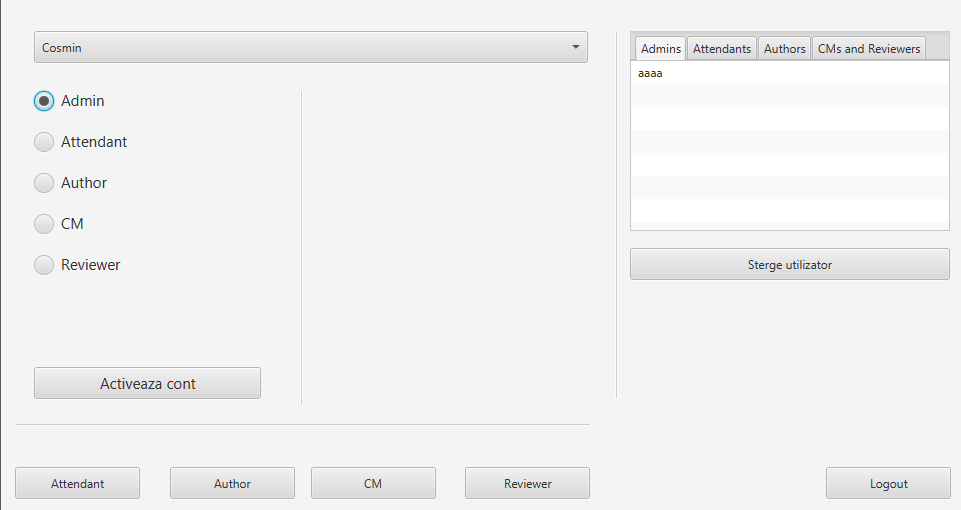 Cosmin
Admin
Attendant
Author
CM
Reviewer
Activeaza cont
Admins Attendants Authors CMs and Reviewers
aaaa
Sterge utilizator
Attendant Author CM Reviewer Logout